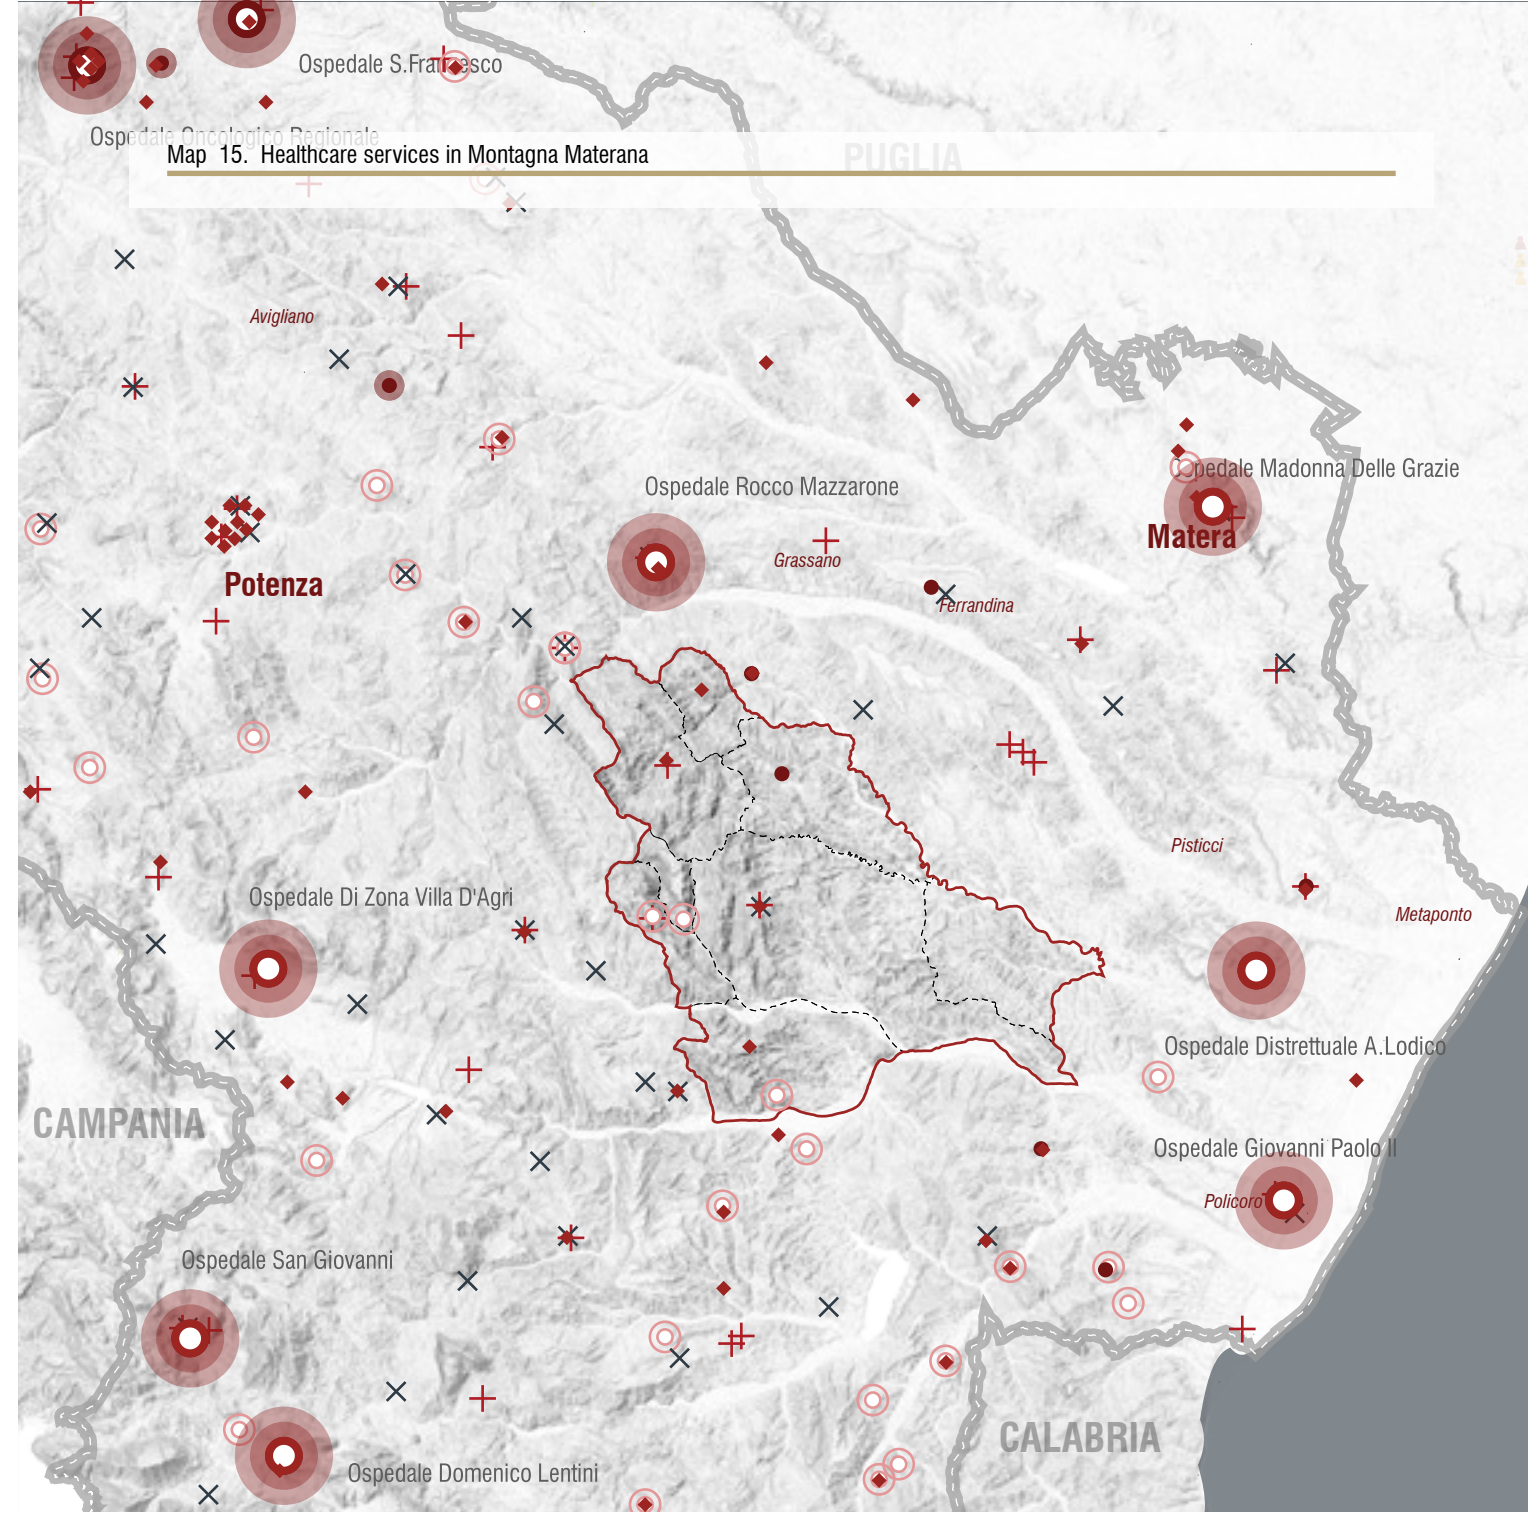 Ospedale S.Francesco
Ospedale Oncologico Regionale
Map 15. Healthcare services in Montagna Materana
PUGLIA
Avigliano
Ospedale Madonna Delle Grazie
Ospedale Rocco Mazzarone
Matera
Grassano
Potenza
Ferrandina
Pisticci
Ospedale Di Zona Villa D'Agri
Metaponto
Ospedale Distrettuale A.Lodico
CAMPANIA
Ospedale Giovanni Paolo II
Policoro
Ospedale San Giovanni
CALABRIA
Ospedale Domenico Lentini